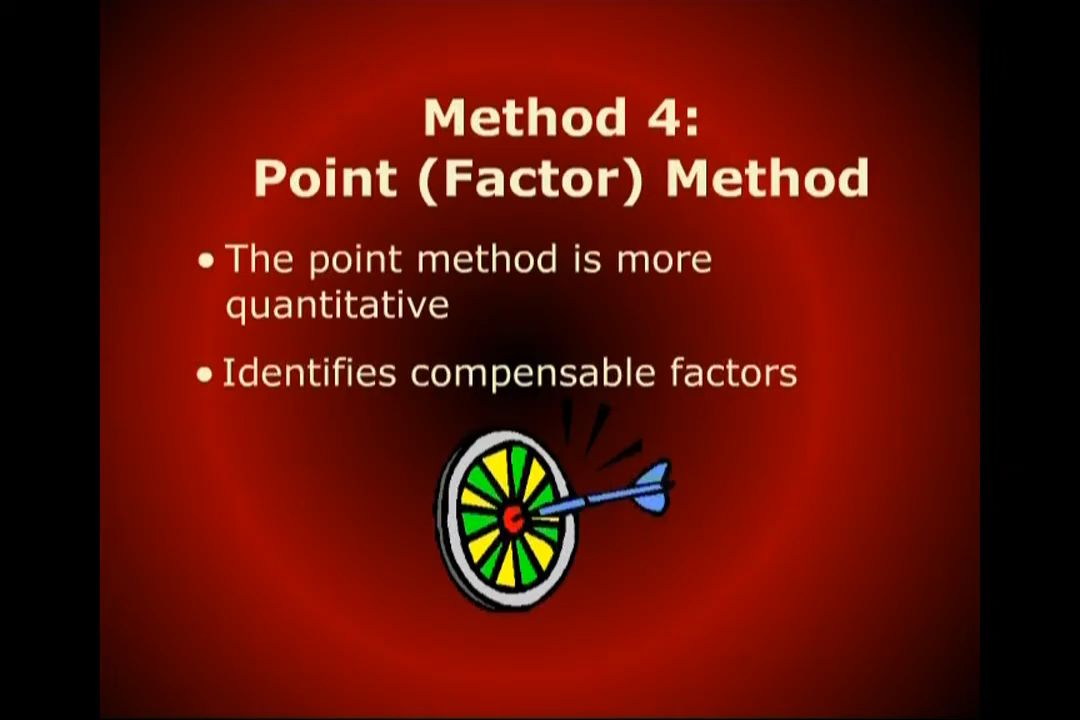 Method 4:
Point (Factor) Method
• The point method is more
quantitative
• Identifies compensable factors